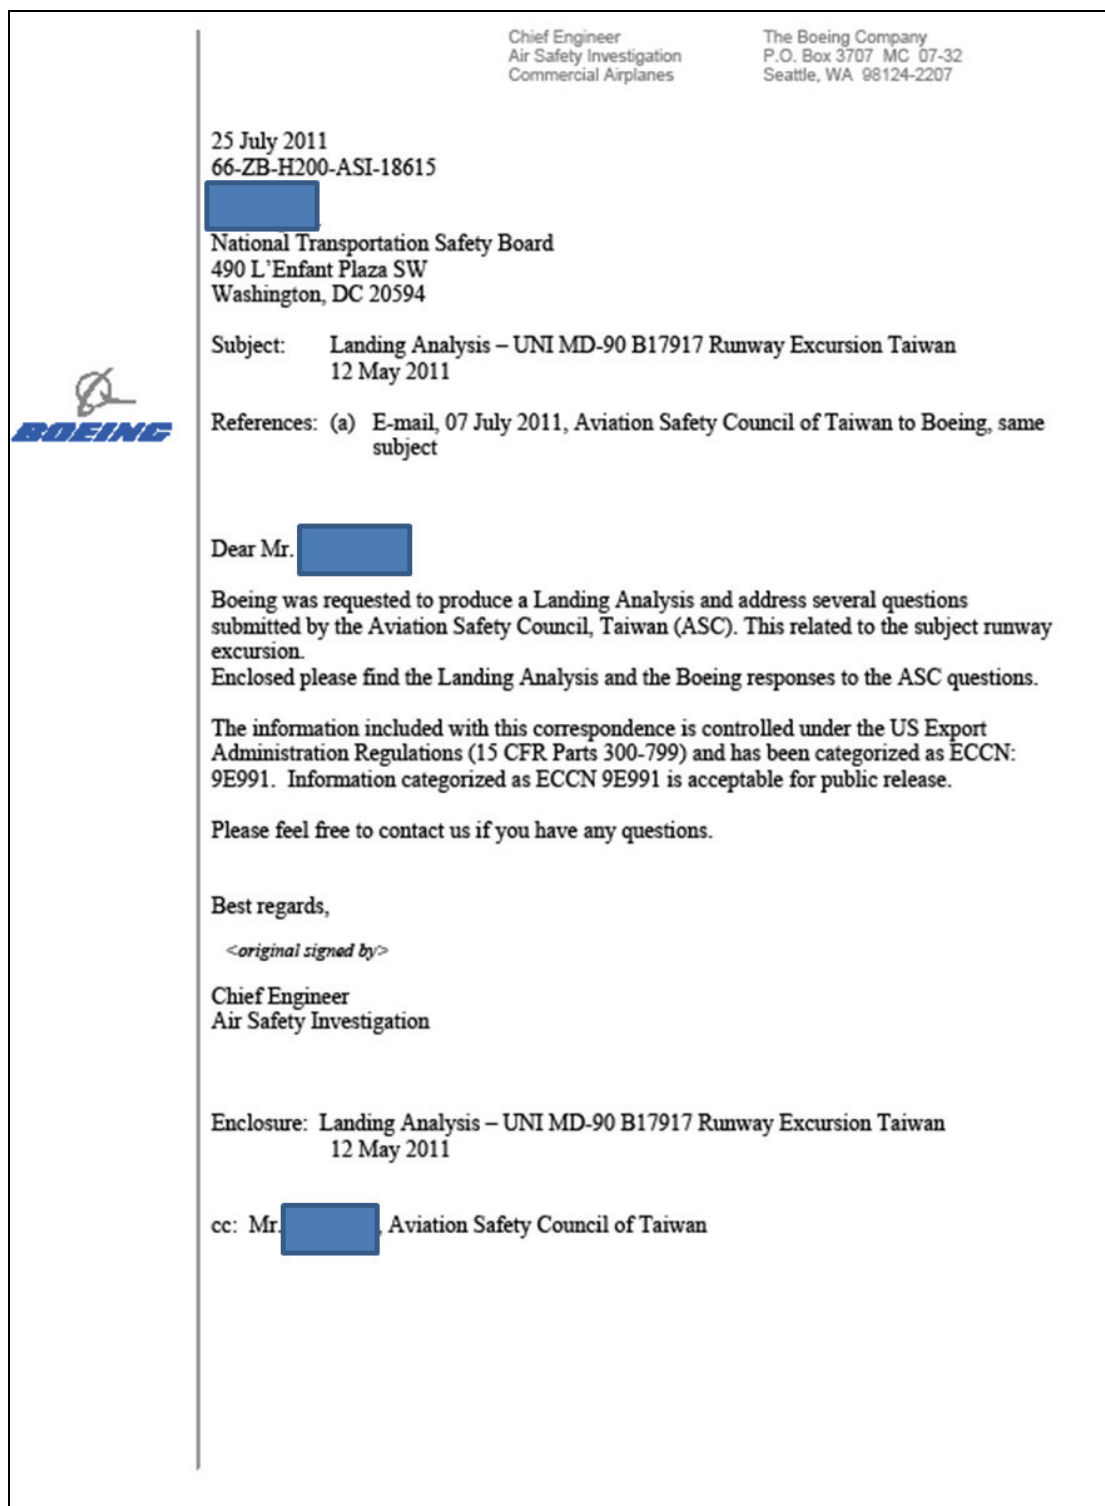 Chief Engineer
Air Safety Investigation
Commercial Airplanes
The Boeing Company
P.O. Box 3707 MC 07-32
Seattle, WA 98124-2207
25 July 2011
66-ZB-H200-ASI-18615
National Transportation Safety Board
490 L'Enfant Plaza SW
Washington, DC 20594
Subject: Landing Analysis – UNI MD-90 B17917 Runway Excursion Taiwan
12 May 2011
BOEING
References: (a) E-mail, 07 July 2011, Aviation Safety Council of Taiwan to Boeing, same
subject
Dear Mr.
Boeing was requested to produce a Landing Analysis and address several questions
submitted by the Aviation Safety Council, Taiwan (ASC). This related to the subject runway
excursion.
Enclosed please find the Landing Analysis and the Boeing responses to the ASC questions.
The information included with this correspondence is controlled under the US Export
Administration Regulations (15 CFR Parts 300-799) and has been categorized as ECCN:
9E991. Information categorized as ECCN 9E991 is acceptable for public release.
Please feel free to contact us if you have any questions.
Best regards,
<original signed by>
Chief Engineer
Air Safety Investigation
Enclosure: Landing Analysis – UNI MD-90 B17917 Runway Excursion Taiwan
12 May 2011
cc: Mr. , Aviation Safety Council of Taiwan